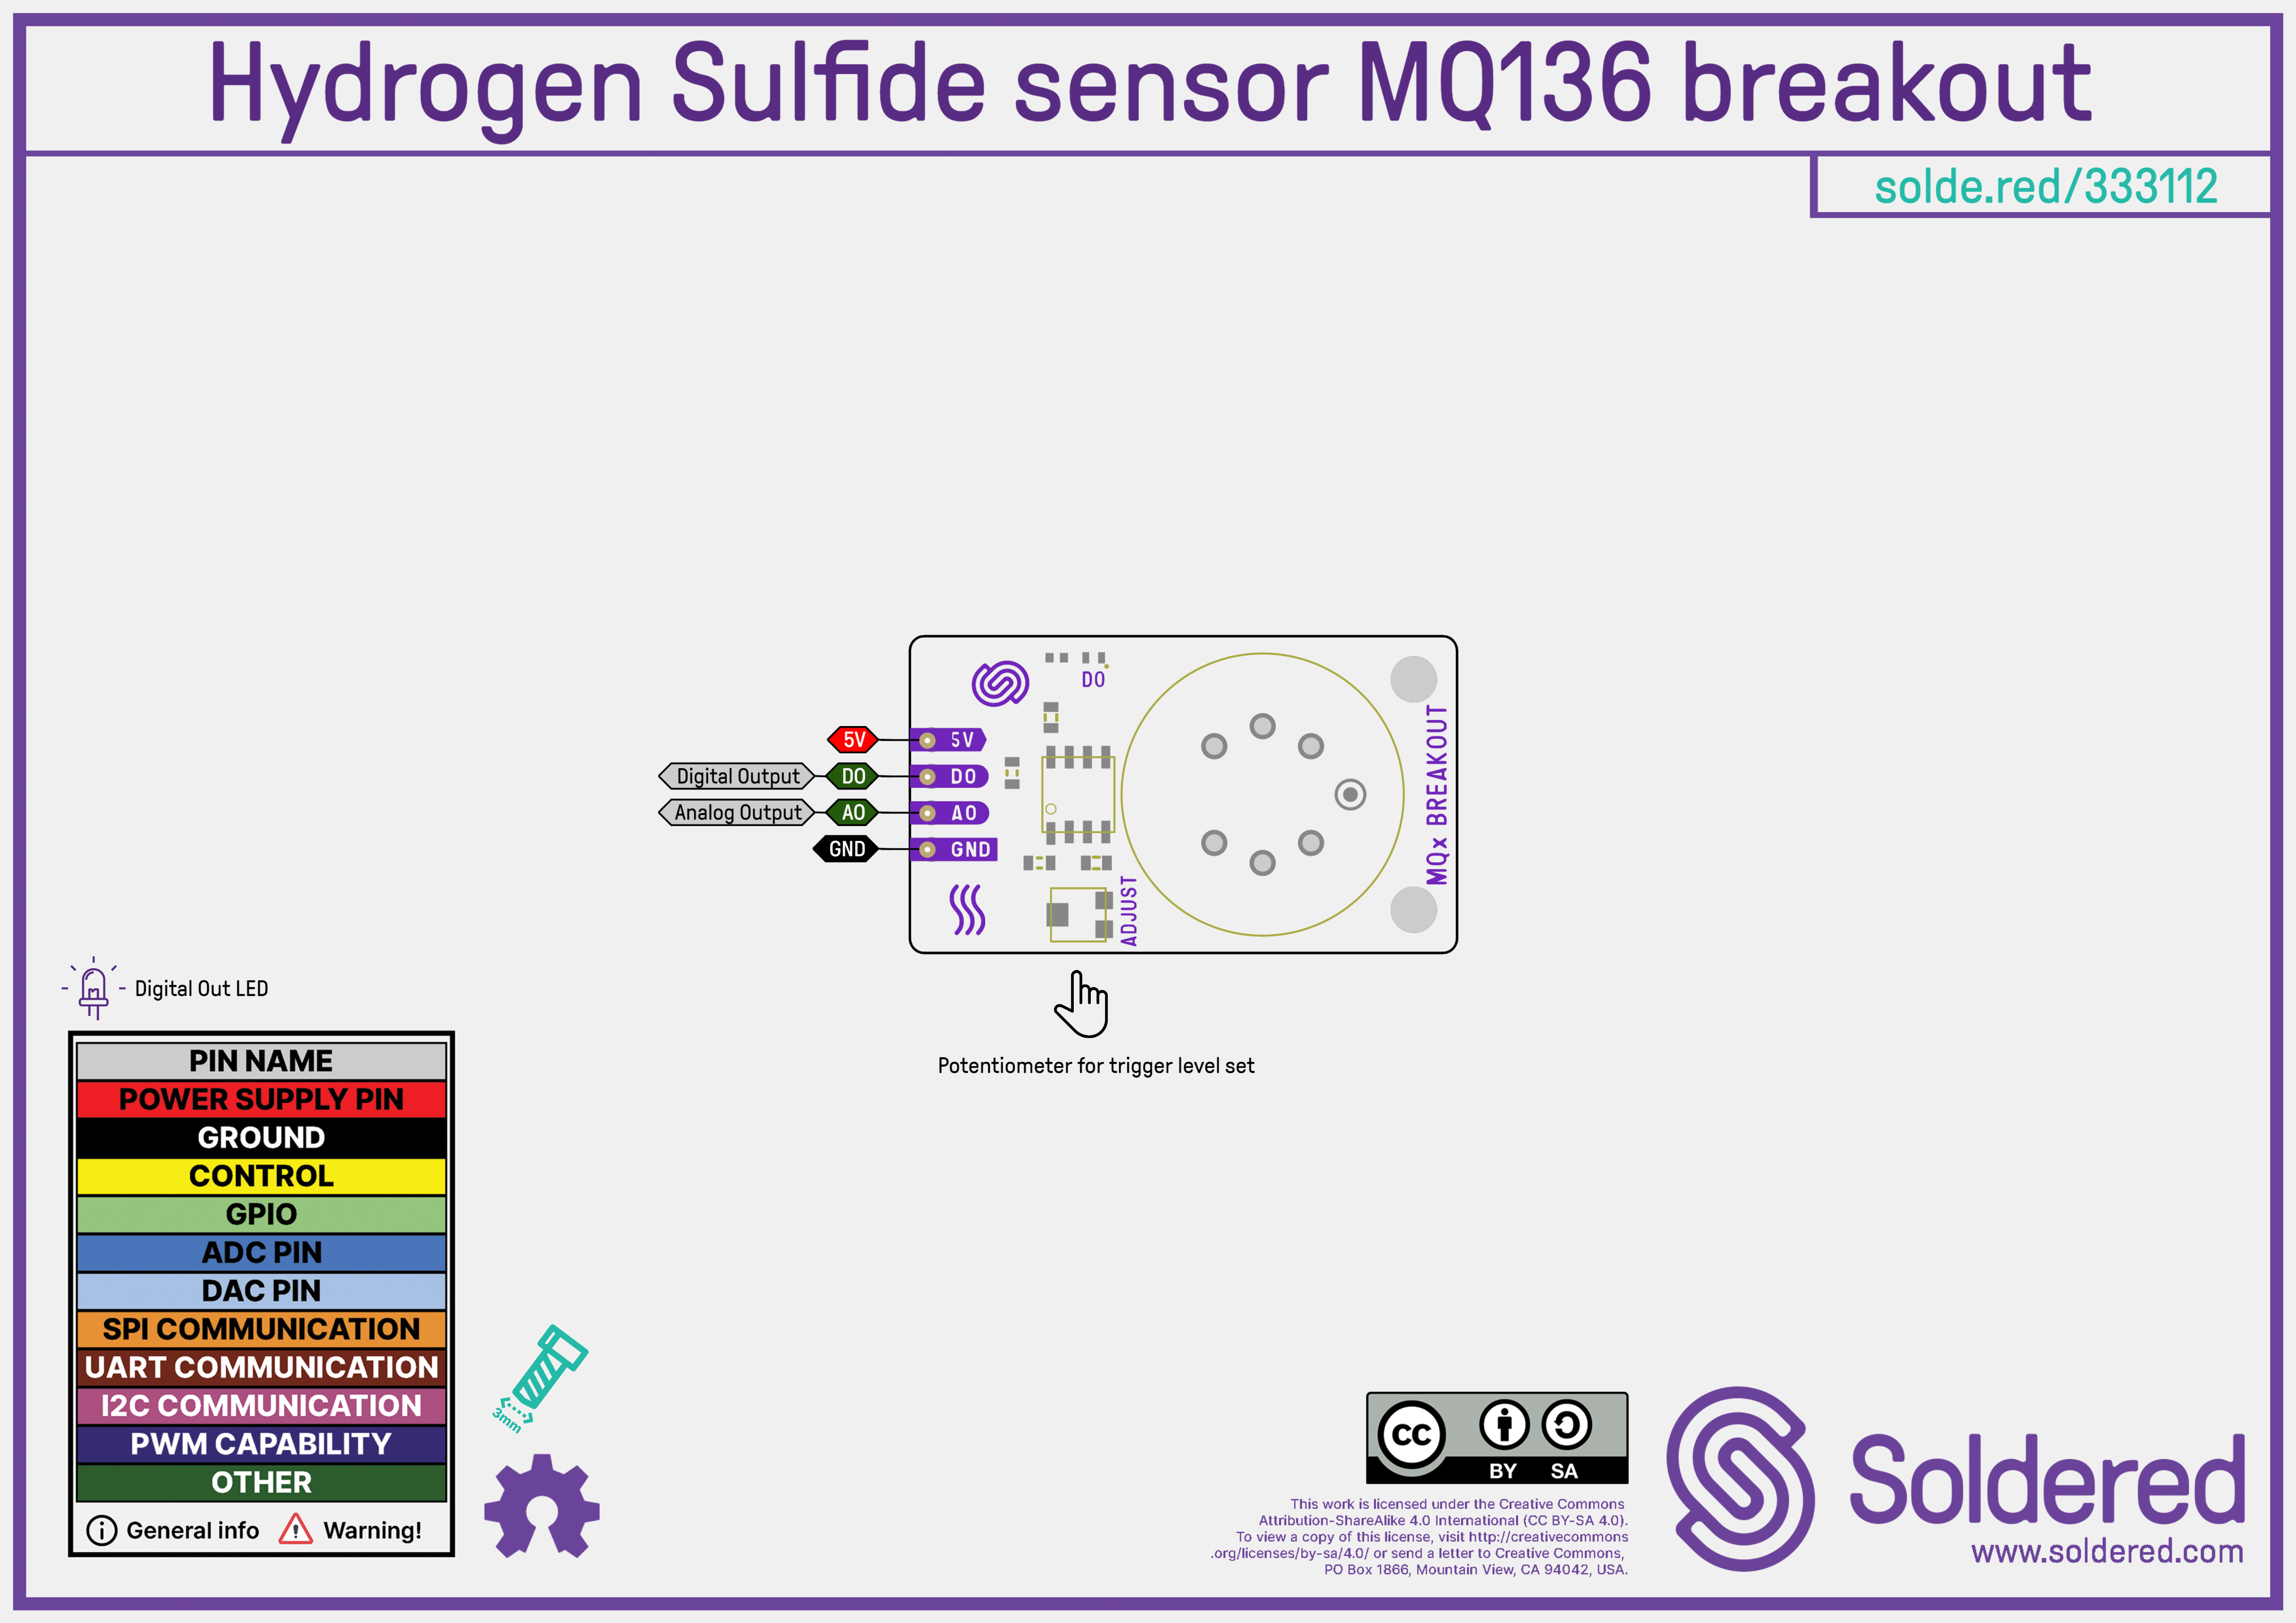 Hydrogen Sulfide sensor MQ136 breakout
solde.red/333112
DO
5V
5V
Digital Output
DO
DO
Analog Output
AO
AO
GND
GND
ADJUST
MQx BREAKOUT
Potentiometer for trigger level set
Digital Out LED
PIN NAME
POWER SUPPLY PIN
GROUND
CONTROL
GPIO
ADC PIN
DAC PIN
SPI COMMUNICATION
UART COMMUNICATION
I2C COMMUNICATION
PWM CAPABILITY
OTHER
General info
Warning!
3mm
CC
BY SA
This work is licensed under the Creative Commons
Attribution-ShareAlike 4.0 International (CC BY-SA 4.0).
To view a copy of this license, visit http://creativecommons
.org/licenses/by-sa/4.0/ or send a letter to Creative Commons,
PO Box 1866, Mountain View, CA 94042, USA.
Soldered
www.soldered.com